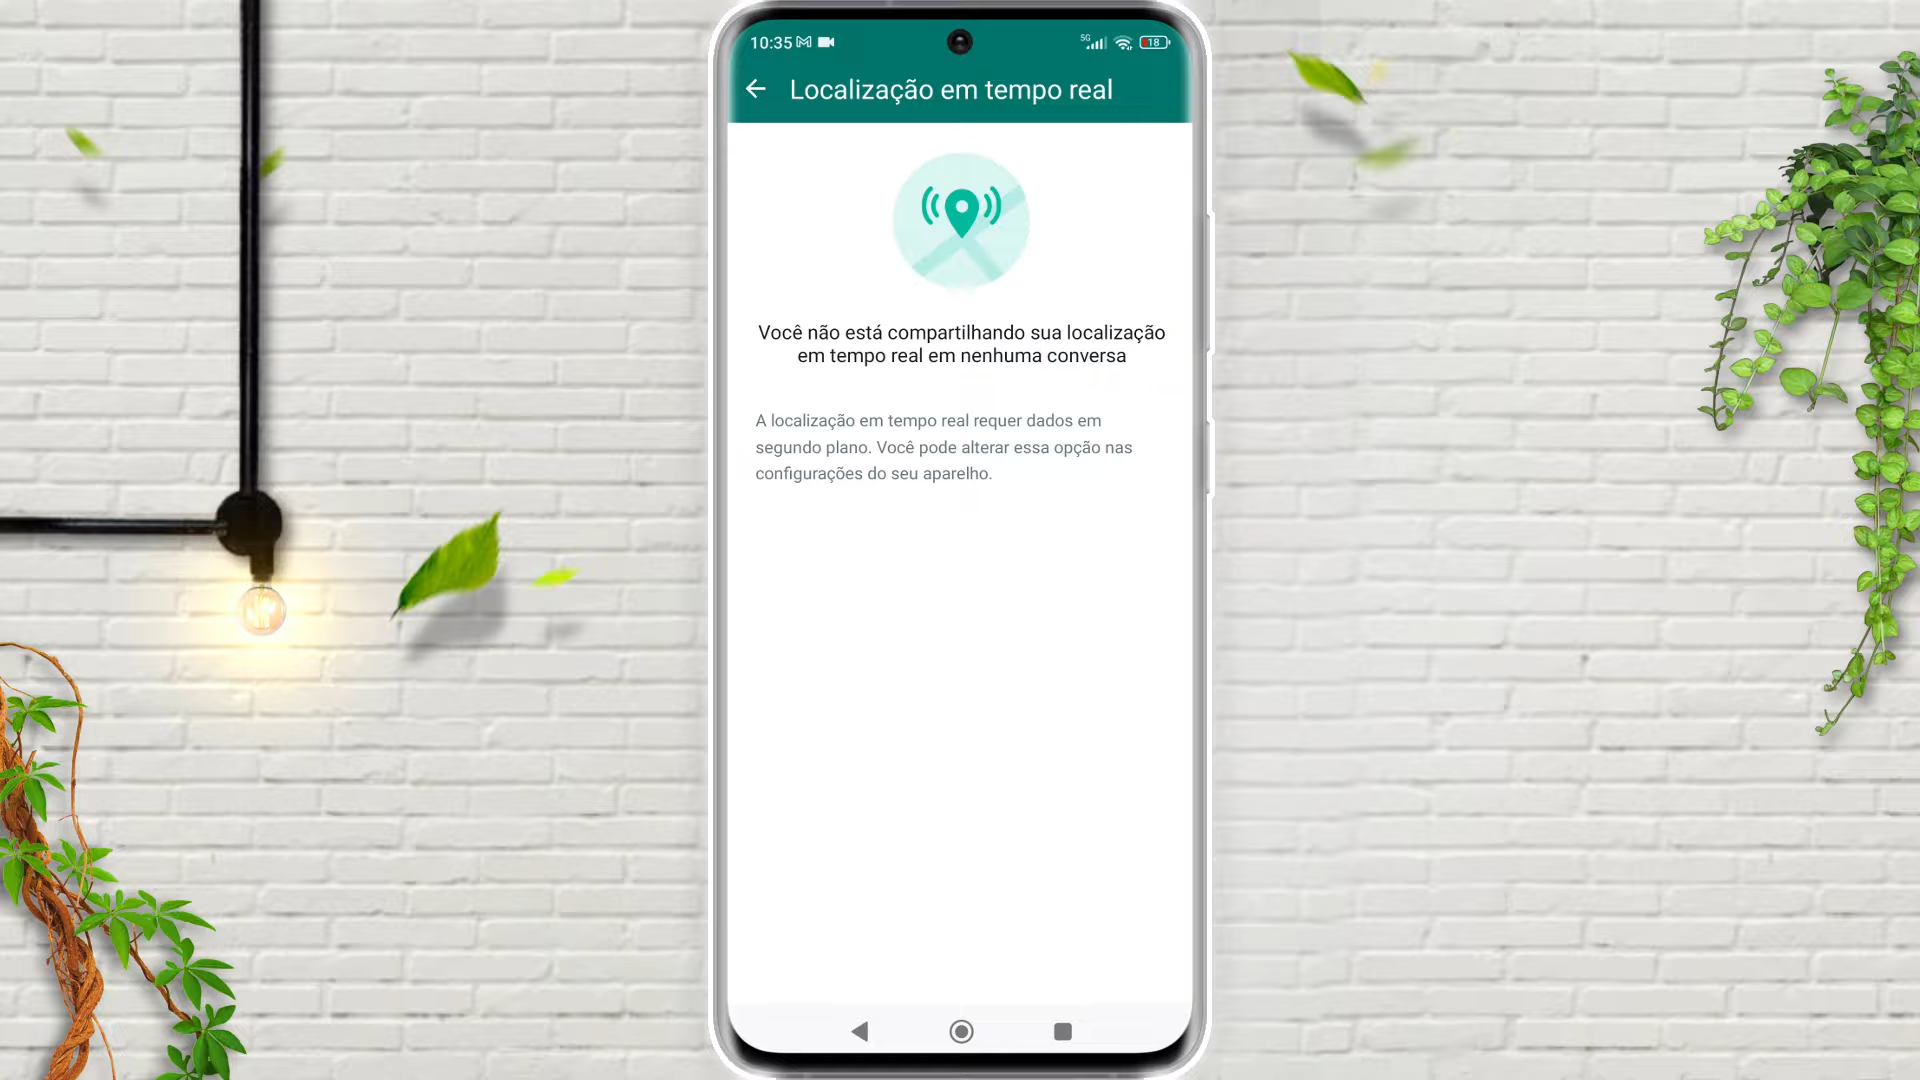 10:35
5G
18
Localização em tempo real
Você não está compartilhando sua localização
em tempo real em nenhuma conversa
A localização em tempo real requer dados em
segundo plano. Você pode alterar essa opção nas
configurações do seu aparelho.